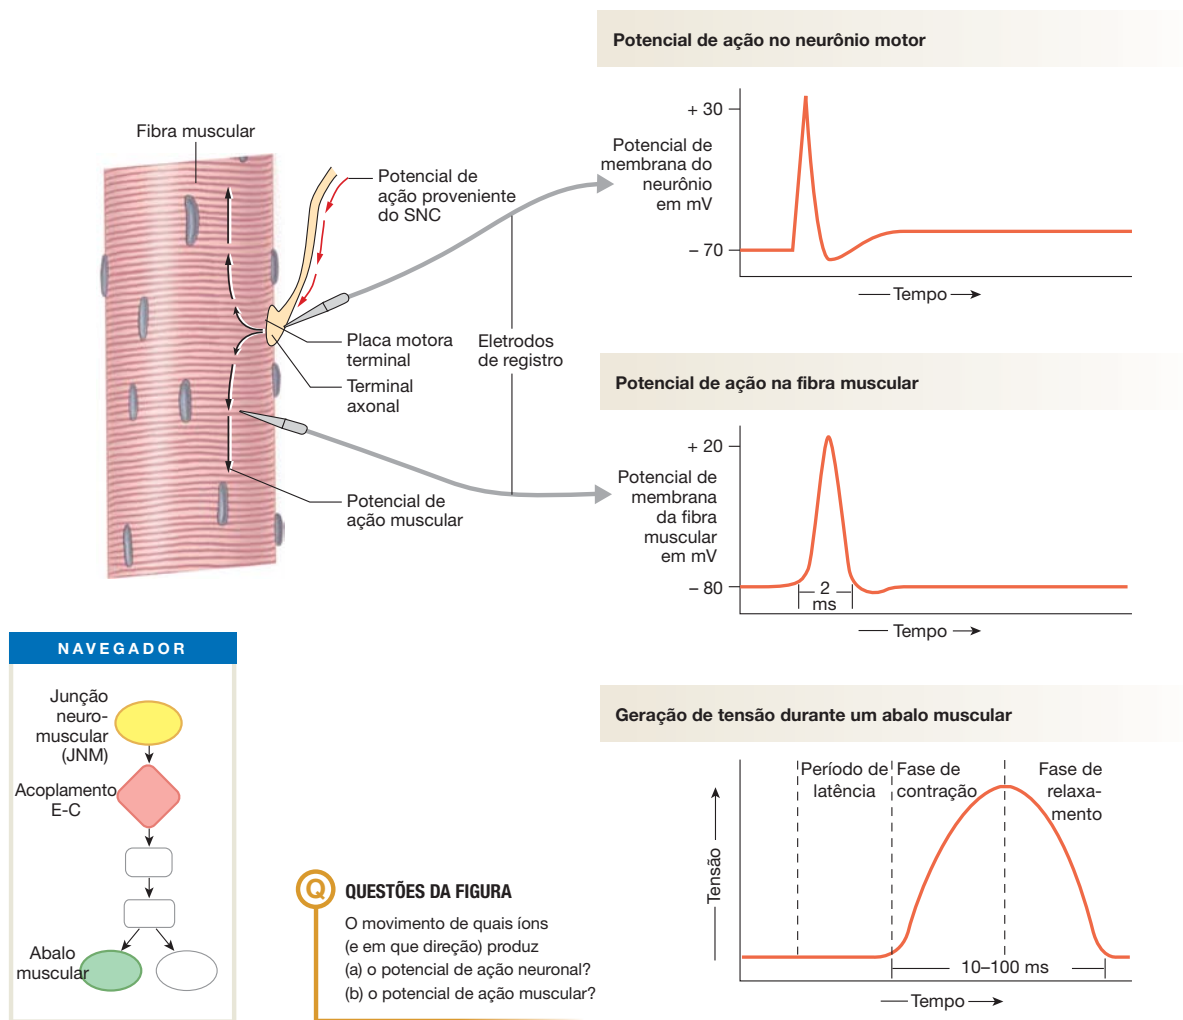 Potencial de ação no neurônio motor
+ 30
Potencial de
membrana do
neurônio
em mV
– 70
Tempo
Fibra muscular
Potencial de
ação proveniente
do SNC
Placa motora
terminal
Terminal
axonal
Eletrodos
de registro
Potencial de
ação muscular
Potencial de ação na fibra muscular
+ 20
Potencial de
membrana
da fibra
muscular
em mV
– 80
2
ms
Tempo
NAVEGADOR
Junção
neuro-
muscular
(JNM)
Acoplamento
E-C
Abalo
muscular
Q
QUESTÕES DA FIGURA
O movimento de quais íons
(e em que direção) produz
(a) o potencial de ação neuronal?
(b) o potencial de ação muscular?
Geração de tensão durante um abalo muscular
Período de
latência
Fase de
contração
Fase de
relaxa-
mento
Tensão
10–100 ms
Tempo